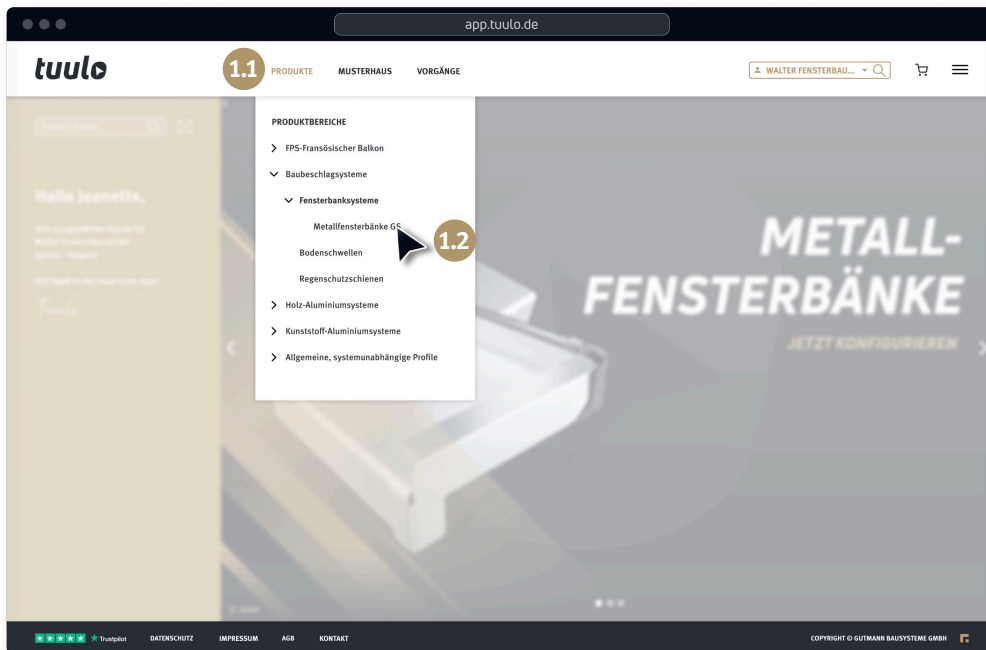 app.tuulo.de
tuulo
1.1
PRODUKTE MUSTERHAUS VORGÄNGE
WALTER FENSTERBAU...
PRODUKTBEREICHE
FPS-Fransösischer Balkon
Baubeschlagsysteme
Fensterbanksysteme
Metallfensterbänke GS
1.2
Bodenschwellen
Regenschutzschienen
Holz-Aluminiumsysteme
Kunststoff-Aluminiumsysteme
Allgemeine, systemunabhängige Profile
Hallo Jeanette,
METALL-
FENSTERBÄNKE
JETZT KONFIGURIEREN
Trustpilot DATENSCHUTZ IMPRESSUM AGB KONTAKT
COPYRIGHT © GUTMANN BAUSYSTEME GMBH